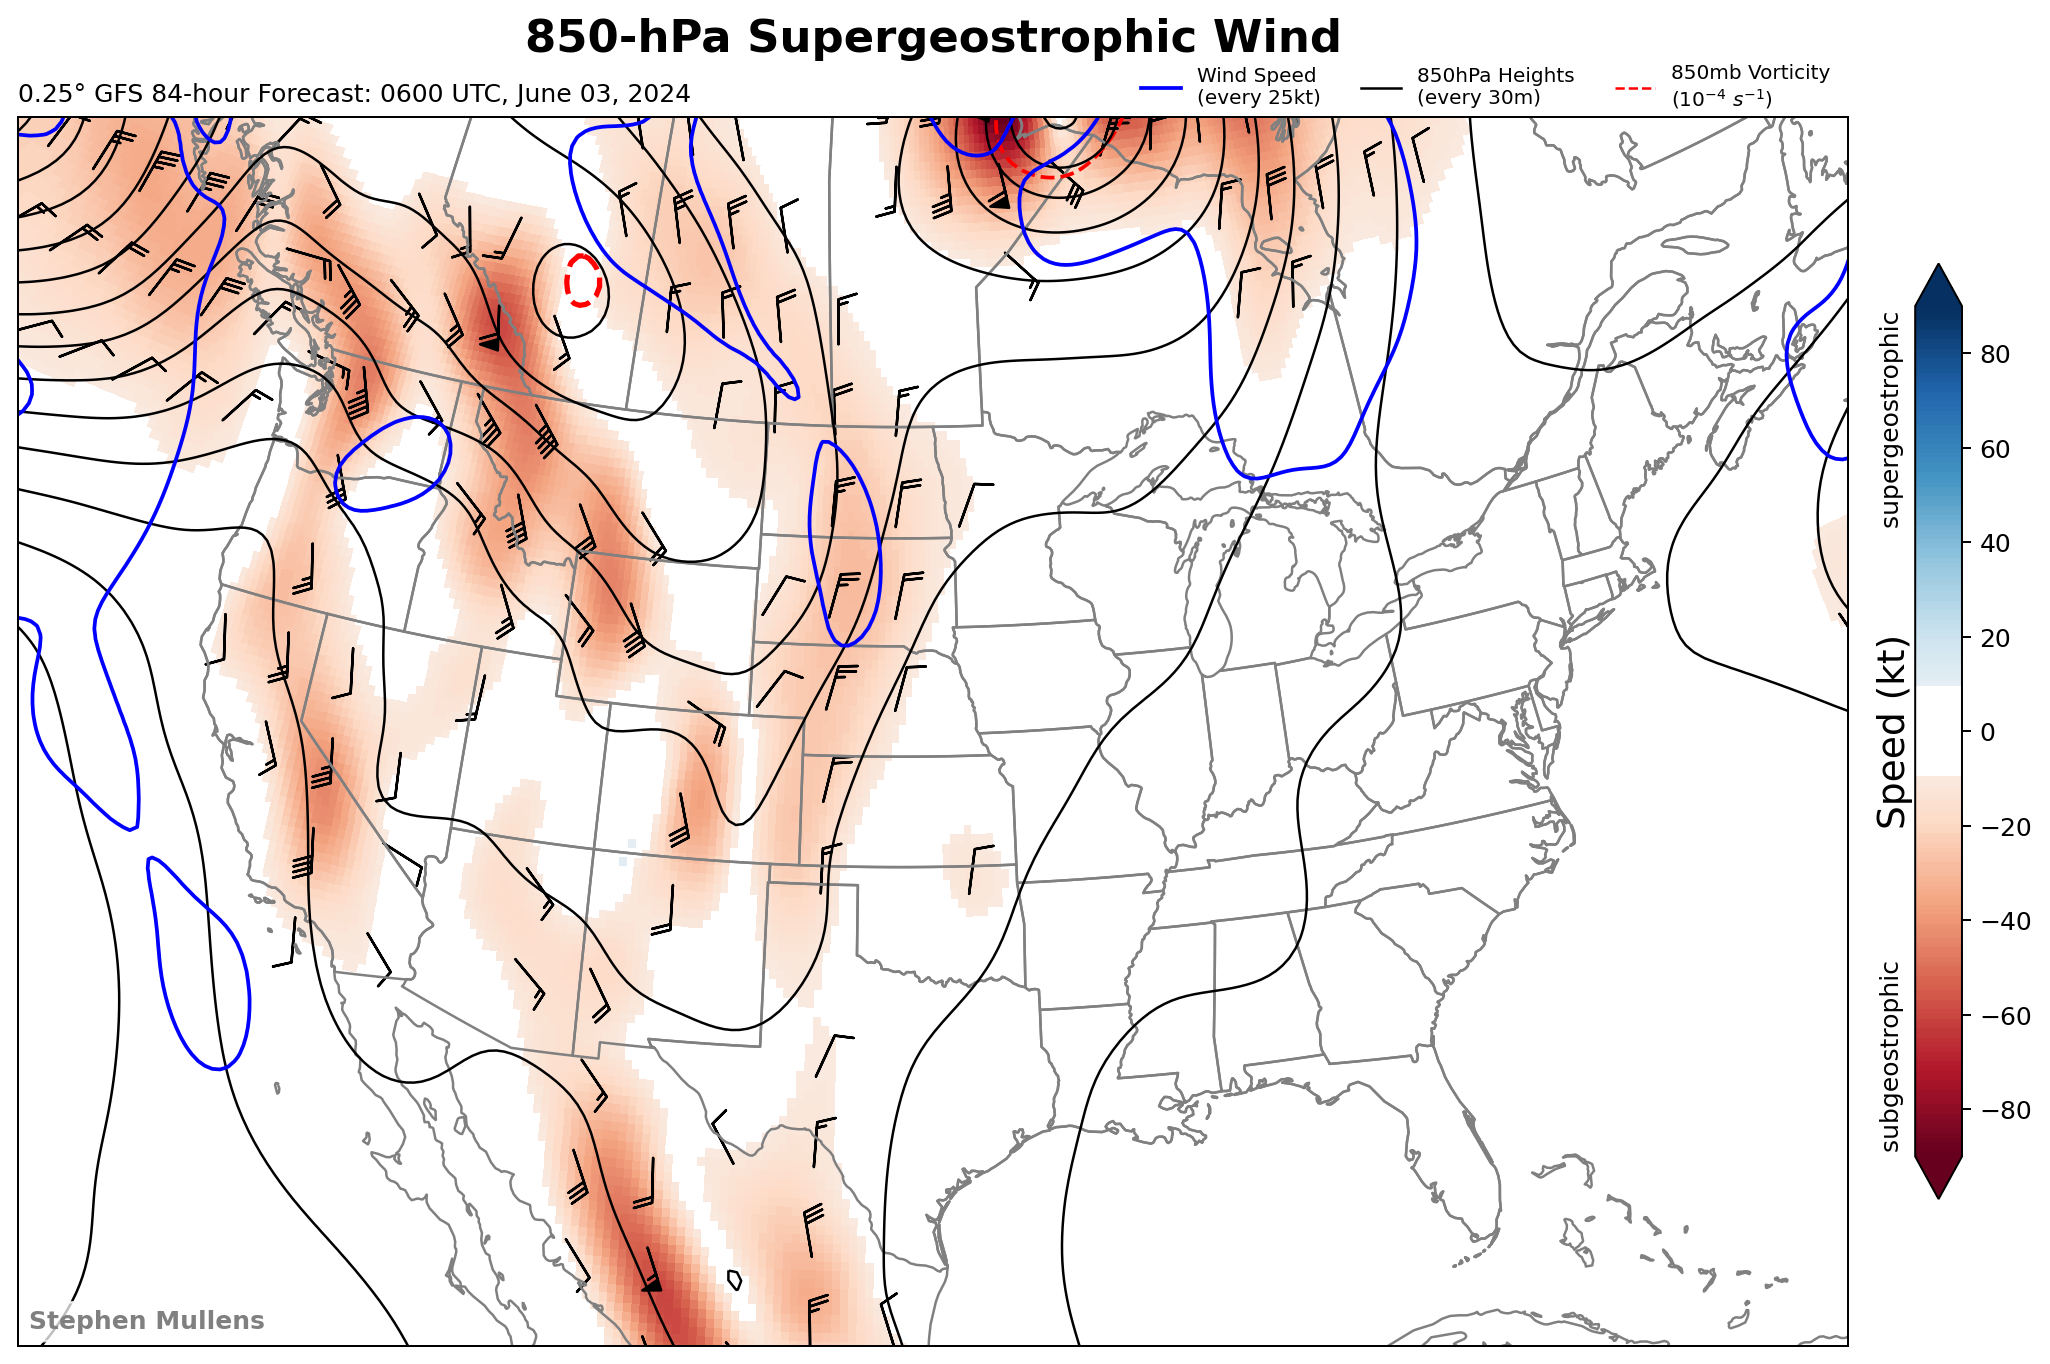 850-hPa Supergeostrophic Wind
0.25° GFS 84-hour Forecast: 0600 UTC, June 03, 2024
Wind Speed
(every 25kt)
850hPa Heights
(every 30m)
850mb Vorticity
(10⁻⁴ s⁻¹)
supergeostrophic
Speed (kt)
subgeostrophic
80
60
40
20
0
−20
−40
−60
−80
Stephen Mullens